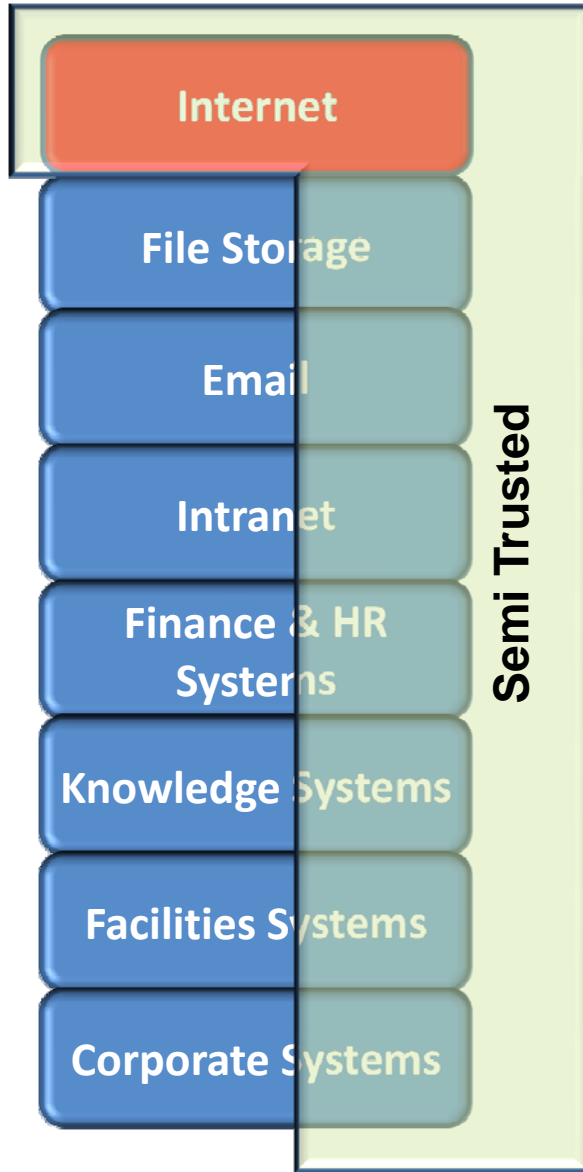 Internet
File Storage
Email
Intranet
Finance & HR
Systems
Knowledge Systems
Facilities Systems
Corporate Systems
Semi Trusted